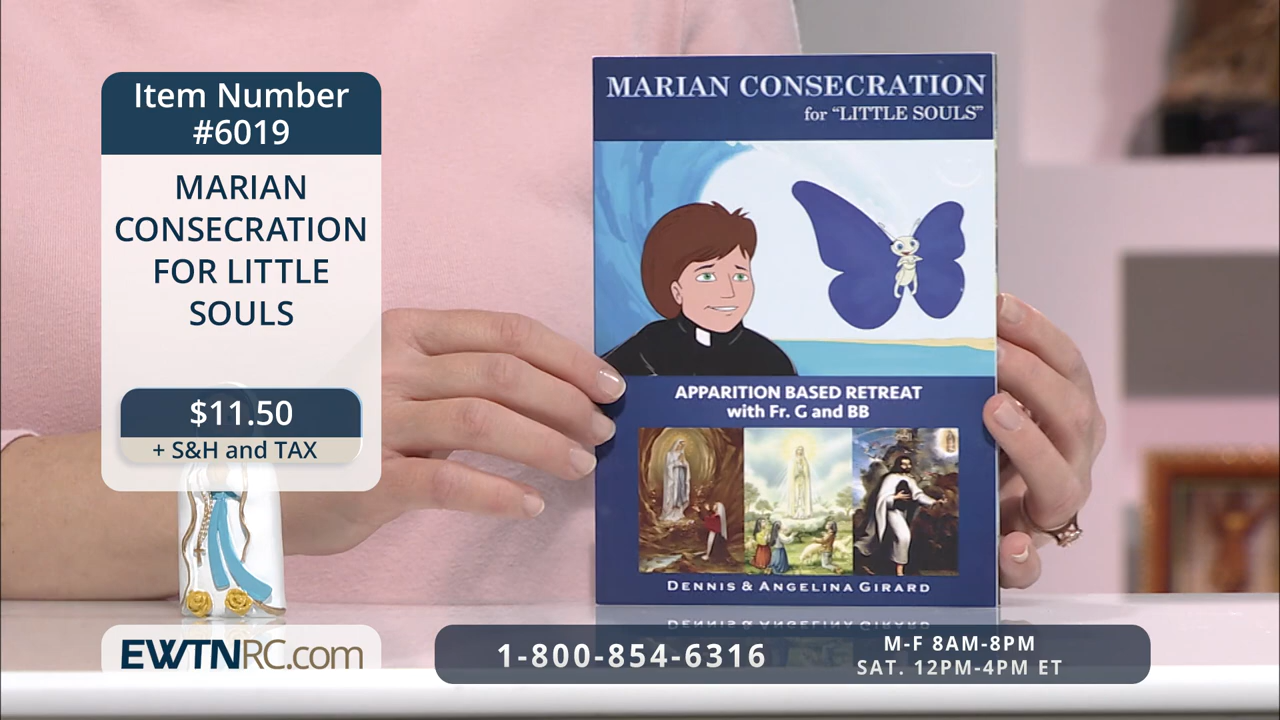 Item Number
#6019
MARIAN
CONSECRATION
FOR LITTLE
SOULS
$11.50
+ S&H and TAX
MARIAN CONSECRATION
for “LITTLE SOULS”
APPARITION BASED RETREAT
with Fr. G and BB
DENNIS & ANGELINA GIRARD
EWTNRC.com
1-800-854-6316
M-F 8AM-8PM
SAT. 12PM-4PM ET